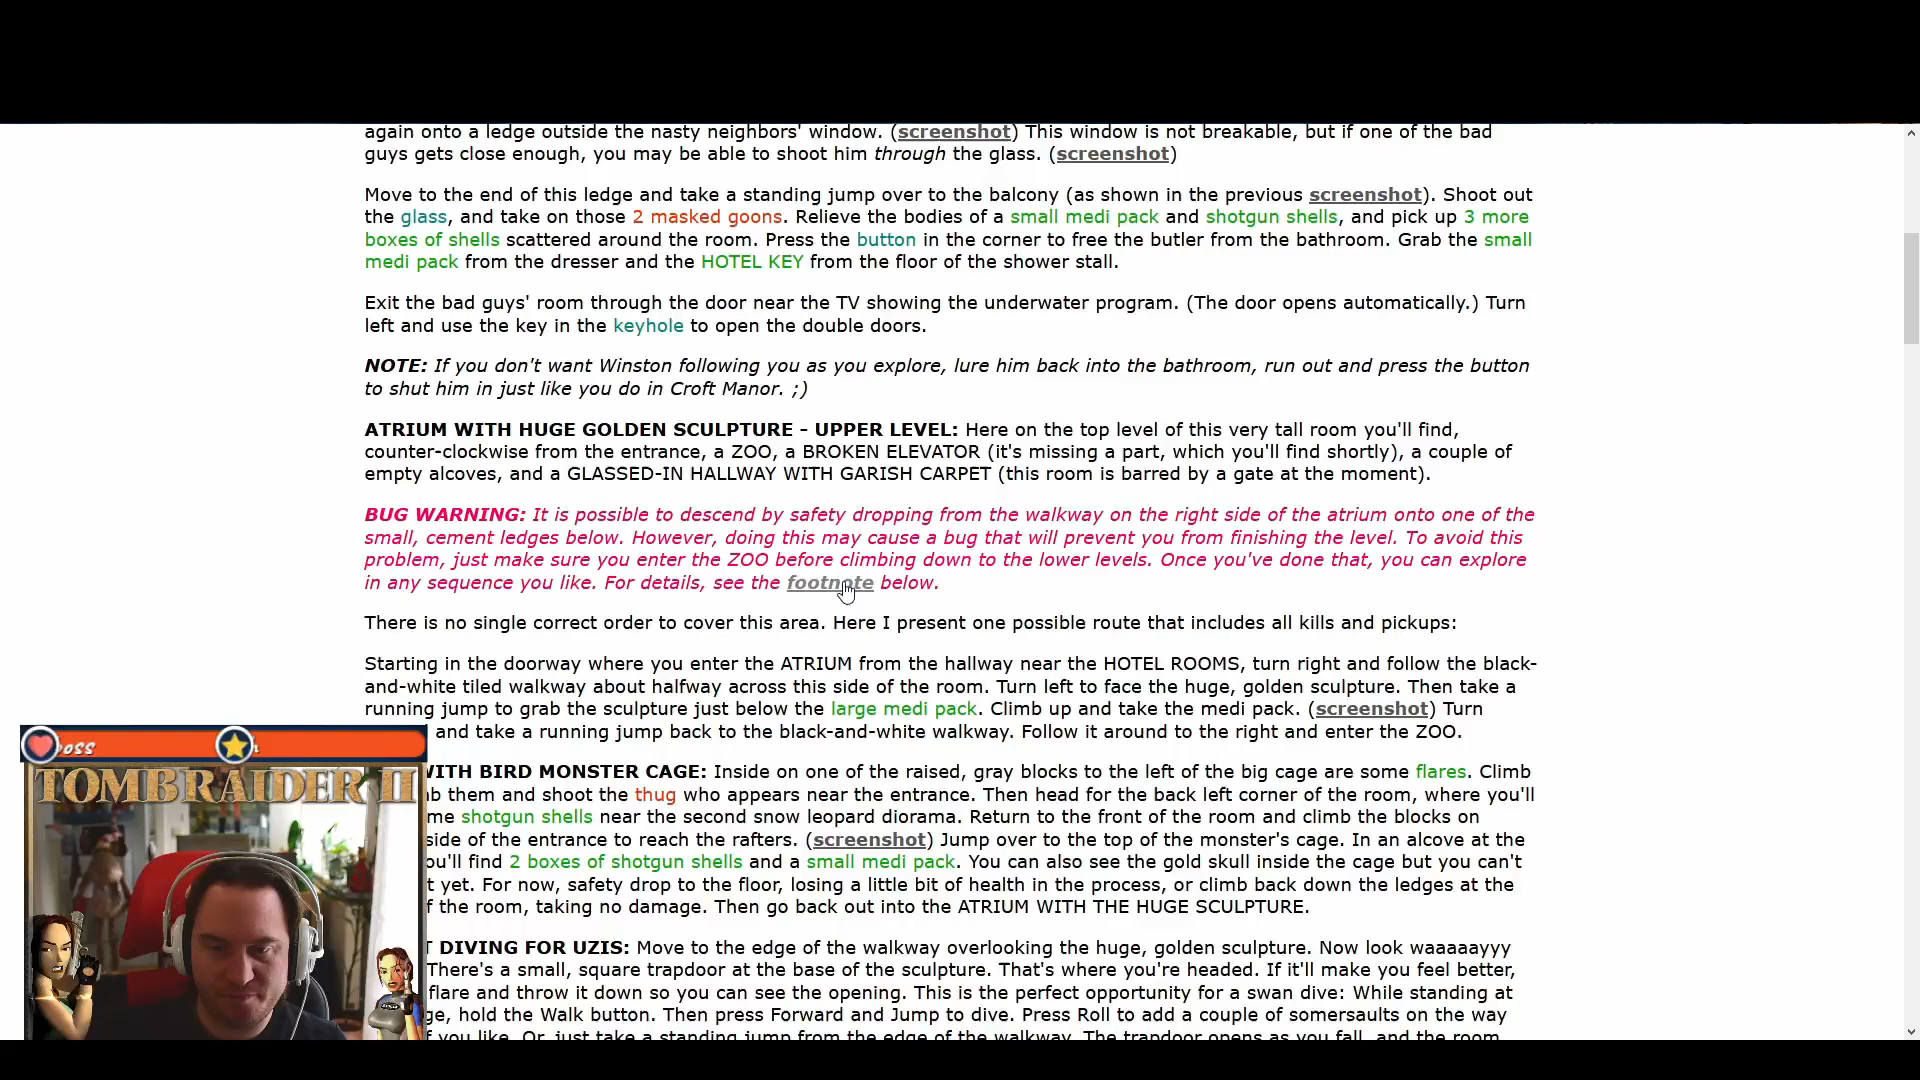 again onto a ledge outside the nasty neighbors' window. (screenshot) This window is not breakable, but if one of the bad
guys gets close enough, you may be able to shoot him through the glass. (screenshot)
Move to the end of this ledge and take a standing jump over to the balcony (as shown in the previous screenshot). Shoot out
the glass, and take on those 2 masked goons. Relieve the bodies of a small medi pack and shotgun shells, and pick up 3 more
boxes of shells scattered around the room. Press the button in the corner to free the butler from the bathroom. Grab the small
medi pack from the dresser and the HOTEL KEY from the floor of the shower stall.
Exit the bad guys' room through the door near the TV showing the underwater program. (The door opens automatically.) Turn
left and use the key in the keyhole to open the double doors.
NOTE: If you don't want Winston following you as you explore, lure him back into the bathroom, run out and press the button
to shut him in just like you do in Croft Manor. ;)
ATRIUM WITH HUGE GOLDEN SCULPTURE - UPPER LEVEL: Here on the top level of this very tall room you'll find,
counter-clockwise from the entrance, a ZOO, a BROKEN ELEVATOR (it's missing a part, which you'll find shortly), a couple of
empty alcoves, and a GLASSED-IN HALLWAY WITH GARISH CARPET (this room is barred by a gate at the moment).
BUG WARNING: It is possible to descend by safety dropping from the walkway on the right side of the atrium onto one of the
small, cement ledges below. However, doing this may cause a bug that will prevent you from finishing the level. To avoid this
problem, just make sure you enter the ZOO before climbing down to the lower levels. Once you've done that, you can explore
in any sequence you like. For details, see the footnote below.
There is no single correct order to cover this area. Here I present one possible route that includes all kills and pickups:
Starting in the doorway where you enter the ATRIUM from the hallway near the HOTEL ROOMS, turn right and follow the black-
and-white tiled walkway about halfway across this side of the room. Turn left to face the huge, golden sculpture. Then take a
running jump to grab the sculpture just below the large medi pack. Climb up and take the medi pack. (screenshot) Turn
and take a running jump back to the black-and-white walkway. Follow it around to the right and enter the ZOO.
WITH BIRD MONSTER CAGE: Inside on one of the raised, gray blocks to the left of the big cage are some flares. Climb
them and shoot the thug who appears near the entrance. Then head for the back left corner of the room, where you'll
shotgun shells near the second snow leopard diorama. Return to the front of the room and climb the blocks on
side of the entrance to reach the rafters. (screenshot) Jump over to the top of the monster's cage. In an alcove at the
you'll find 2 boxes of shotgun shells and a small medi pack. You can also see the gold skull inside the cage but you can't
yet. For now, safety drop to the floor, losing a little bit of health in the process, or climb back down the ledges at the
of the room, taking no damage. Then go back out into the ATRIUM WITH THE HUGE SCULPTURE.
DIVING FOR UZIS: Move to the edge of the walkway overlooking the huge, golden sculpture. Now look waaaaayyy
There's a small, square trapdoor at the base of the sculpture. That's where you're headed. If it'll make you feel better,
flare and throw it down so you can see the opening. This is the perfect opportunity for a swan dive: While standing at
hold the Walk button. Then press Forward and Jump to dive. Press Roll to add a couple of somersaults on the way
if you like. Or, just take a standing jump from the edge of the walkway. The trapdoor opens as you fall, and the room
TOMB RAIDER II